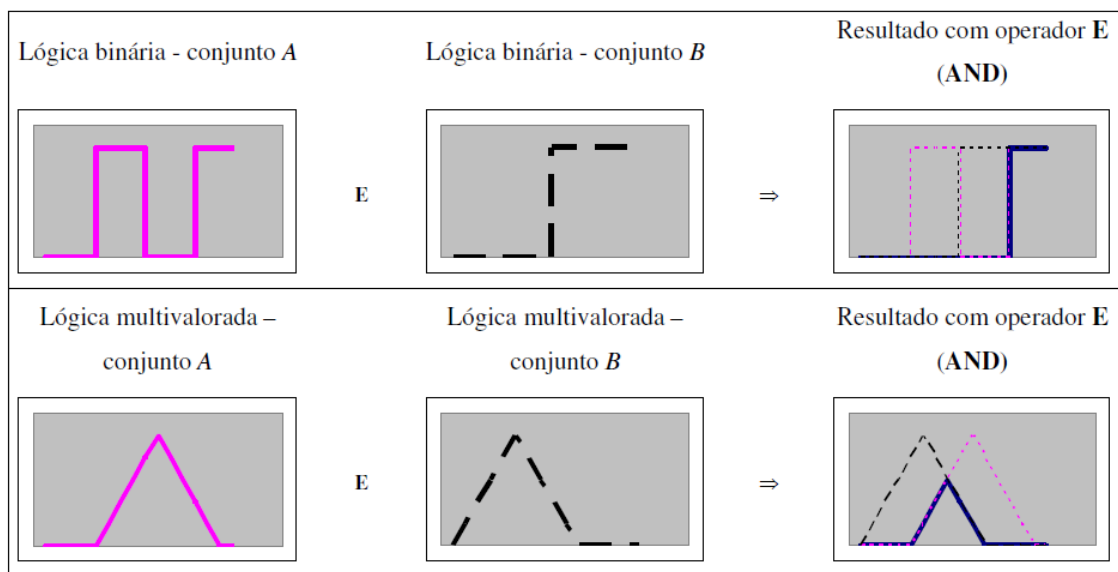 Lógica binária - conjunto A
Lógica binária - conjunto B
Resultado com operador E
(AND)
E
⇒
Lógica multivalorada –
conjunto A
Lógica multivalorada –
conjunto B
Resultado com operador E
(AND)
E
⇒